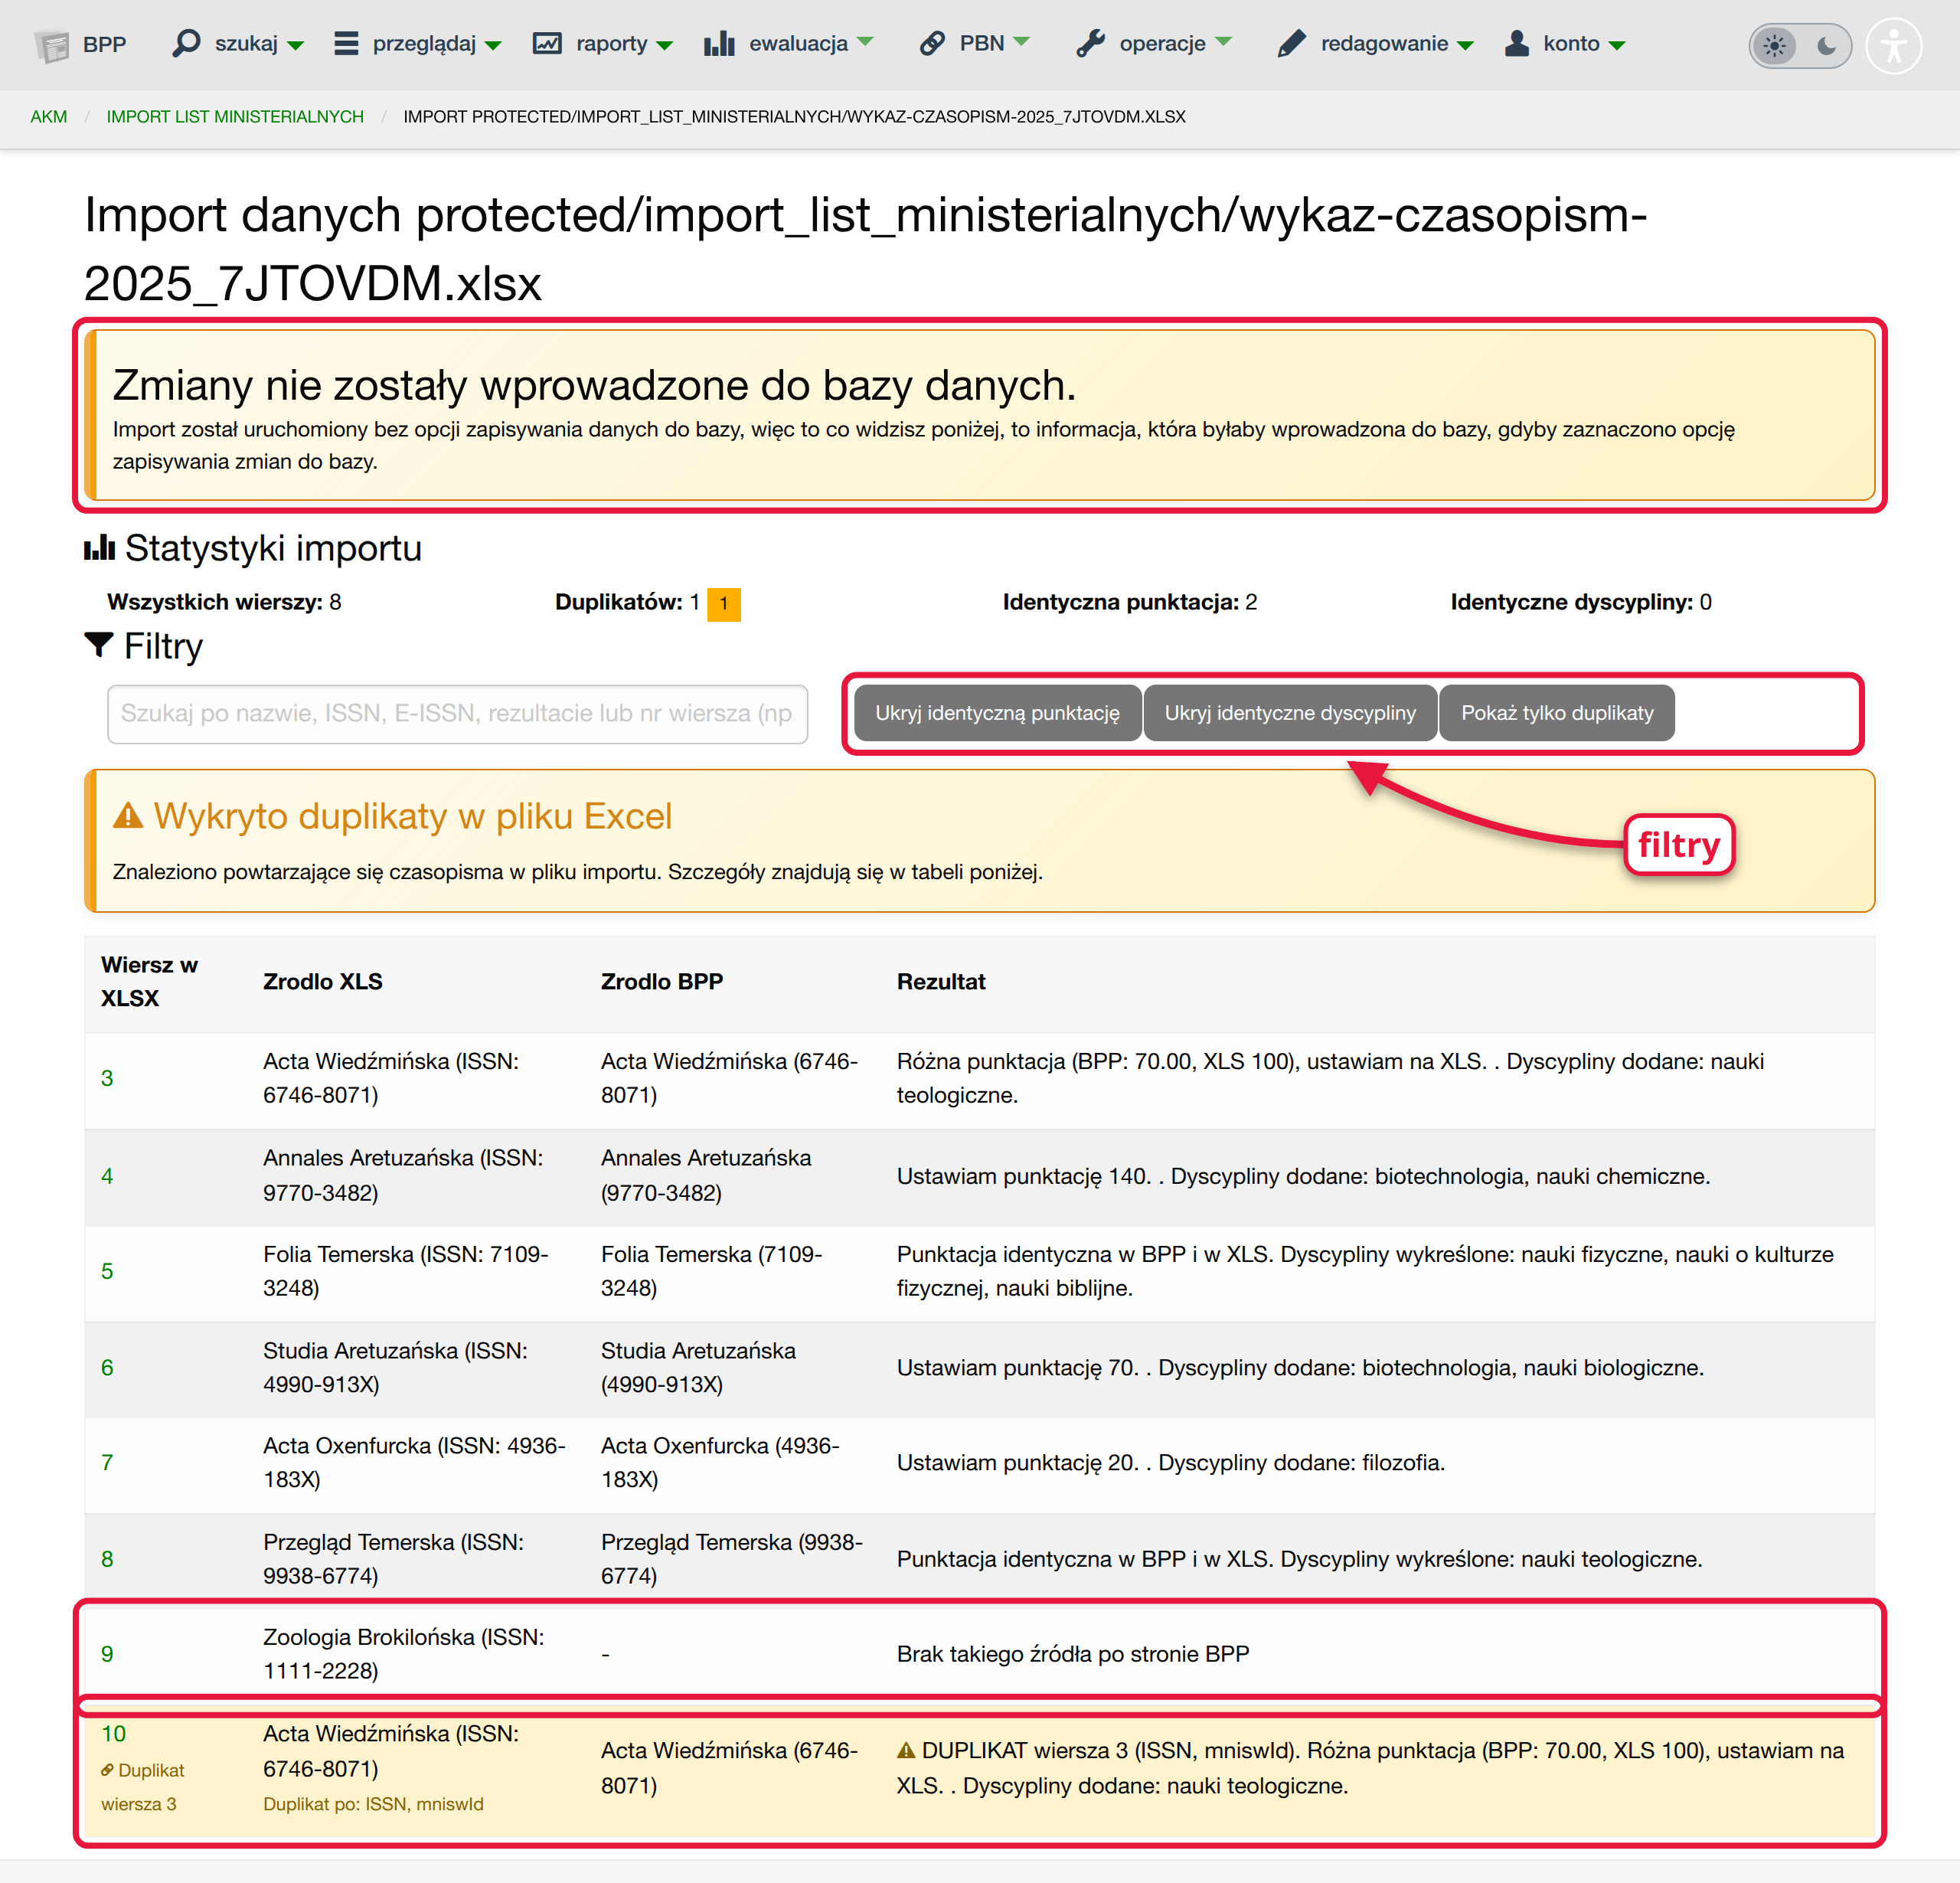 BPP szukaj przeglądaj raporty ewaluacja PBN operacje redagowanie konto
AKM / IMPORT LIST MINISTERIALNYCH / IMPORT PROTECTED/IMPORT_LIST_MINISTERIALNYCH/WYKAZ-CZASOPISM-2025_7JTOVDM.XLSX
Import danych protected/import_list_ministerialnych/wykaz-czasopism-
2025_7JTOVDM.xlsx
Zmiany nie zostały wprowadzone do bazy danych.
Import został uruchomiony bez opcji zapisywania danych do bazy, więc to co widzisz poniżej, to informacja, która byłaby wprowadzona do bazy, gdyby zaznaczono opcję
zapisywania zmian do bazy.
Statystyki importu
Wszystkich wierszy: 8 Duplikatów: 1 1 Identyczna punktacja: 2 Identyczne dyscypliny: 0
Filtry
Szukaj po nazwie, ISSN, E-ISSN, rezultacie lub nr wiersza (np. Ukryj identyczną punktację Ukryj identyczne dyscypliny Pokaż tylko duplikaty
filtry
Wykryto duplikaty w pliku Excel
Znaleziono powtarzające się czasopisma w pliku importu. Szczegóły znajdują się w tabeli poniżej.
Wiersz w
XLSX
Zrodlo XLS
Zrodlo BPP
Rezultat
3
Acta Wiedźmińska (ISSN:
6746-8071)
Acta Wiedźmińska (6746-
8071)
Różna punktacja (BPP: 70.00, XLS 100), ustawiam na XLS. . Dyscypliny dodane: nauki
teologiczne.
4
Annales Aretuzańska (ISSN:
9770-3482)
Annales Aretuzańska
(9770-3482)
Ustawiam punktację 140. . Dyscypliny dodane: biotechnologia, nauki chemiczne.
5
Folia Temerska (ISSN: 7109-
3248)
Folia Temerska (7109-
3248)
Punktacja identyczna w BPP i w XLS. Dyscypliny wykreślone: nauki fizyczne, nauki o kulturze
fizycznej, nauki biblijne.
6
Studia Aretuzańska (ISSN:
4990-913X)
Studia Aretuzańska
(4990-913X)
Ustawiam punktację 70. . Dyscypliny dodane: biotechnologia, nauki biologiczne.
7
Acta Oxenfurcka (ISSN: 4936-
183X)
Acta Oxenfurcka (4936-
183X)
Ustawiam punktację 20. . Dyscypliny dodane: filozofia.
8
Przegląd Temerska (ISSN:
9938-6774)
Przegląd Temerska (9938-
6774)
Punktacja identyczna w BPP i w XLS. Dyscypliny wykreślone: nauki teologiczne.
9
Zoologia Brokilońska (ISSN:
1111-2228)
-
Brak takiego źródła po stronie BPP
10
Duplikat
wiersza 3
Acta Wiedźmińska (ISSN:
6746-8071)
Duplikat po: ISSN, mniswId
Acta Wiedźmińska (6746-
8071)
DUPLIKAT wiersza 3 (ISSN, mniswId). Różna punktacja (BPP: 70.00, XLS 100), ustawiam na
XLS. . Dyscypliny dodane: nauki teologiczne.